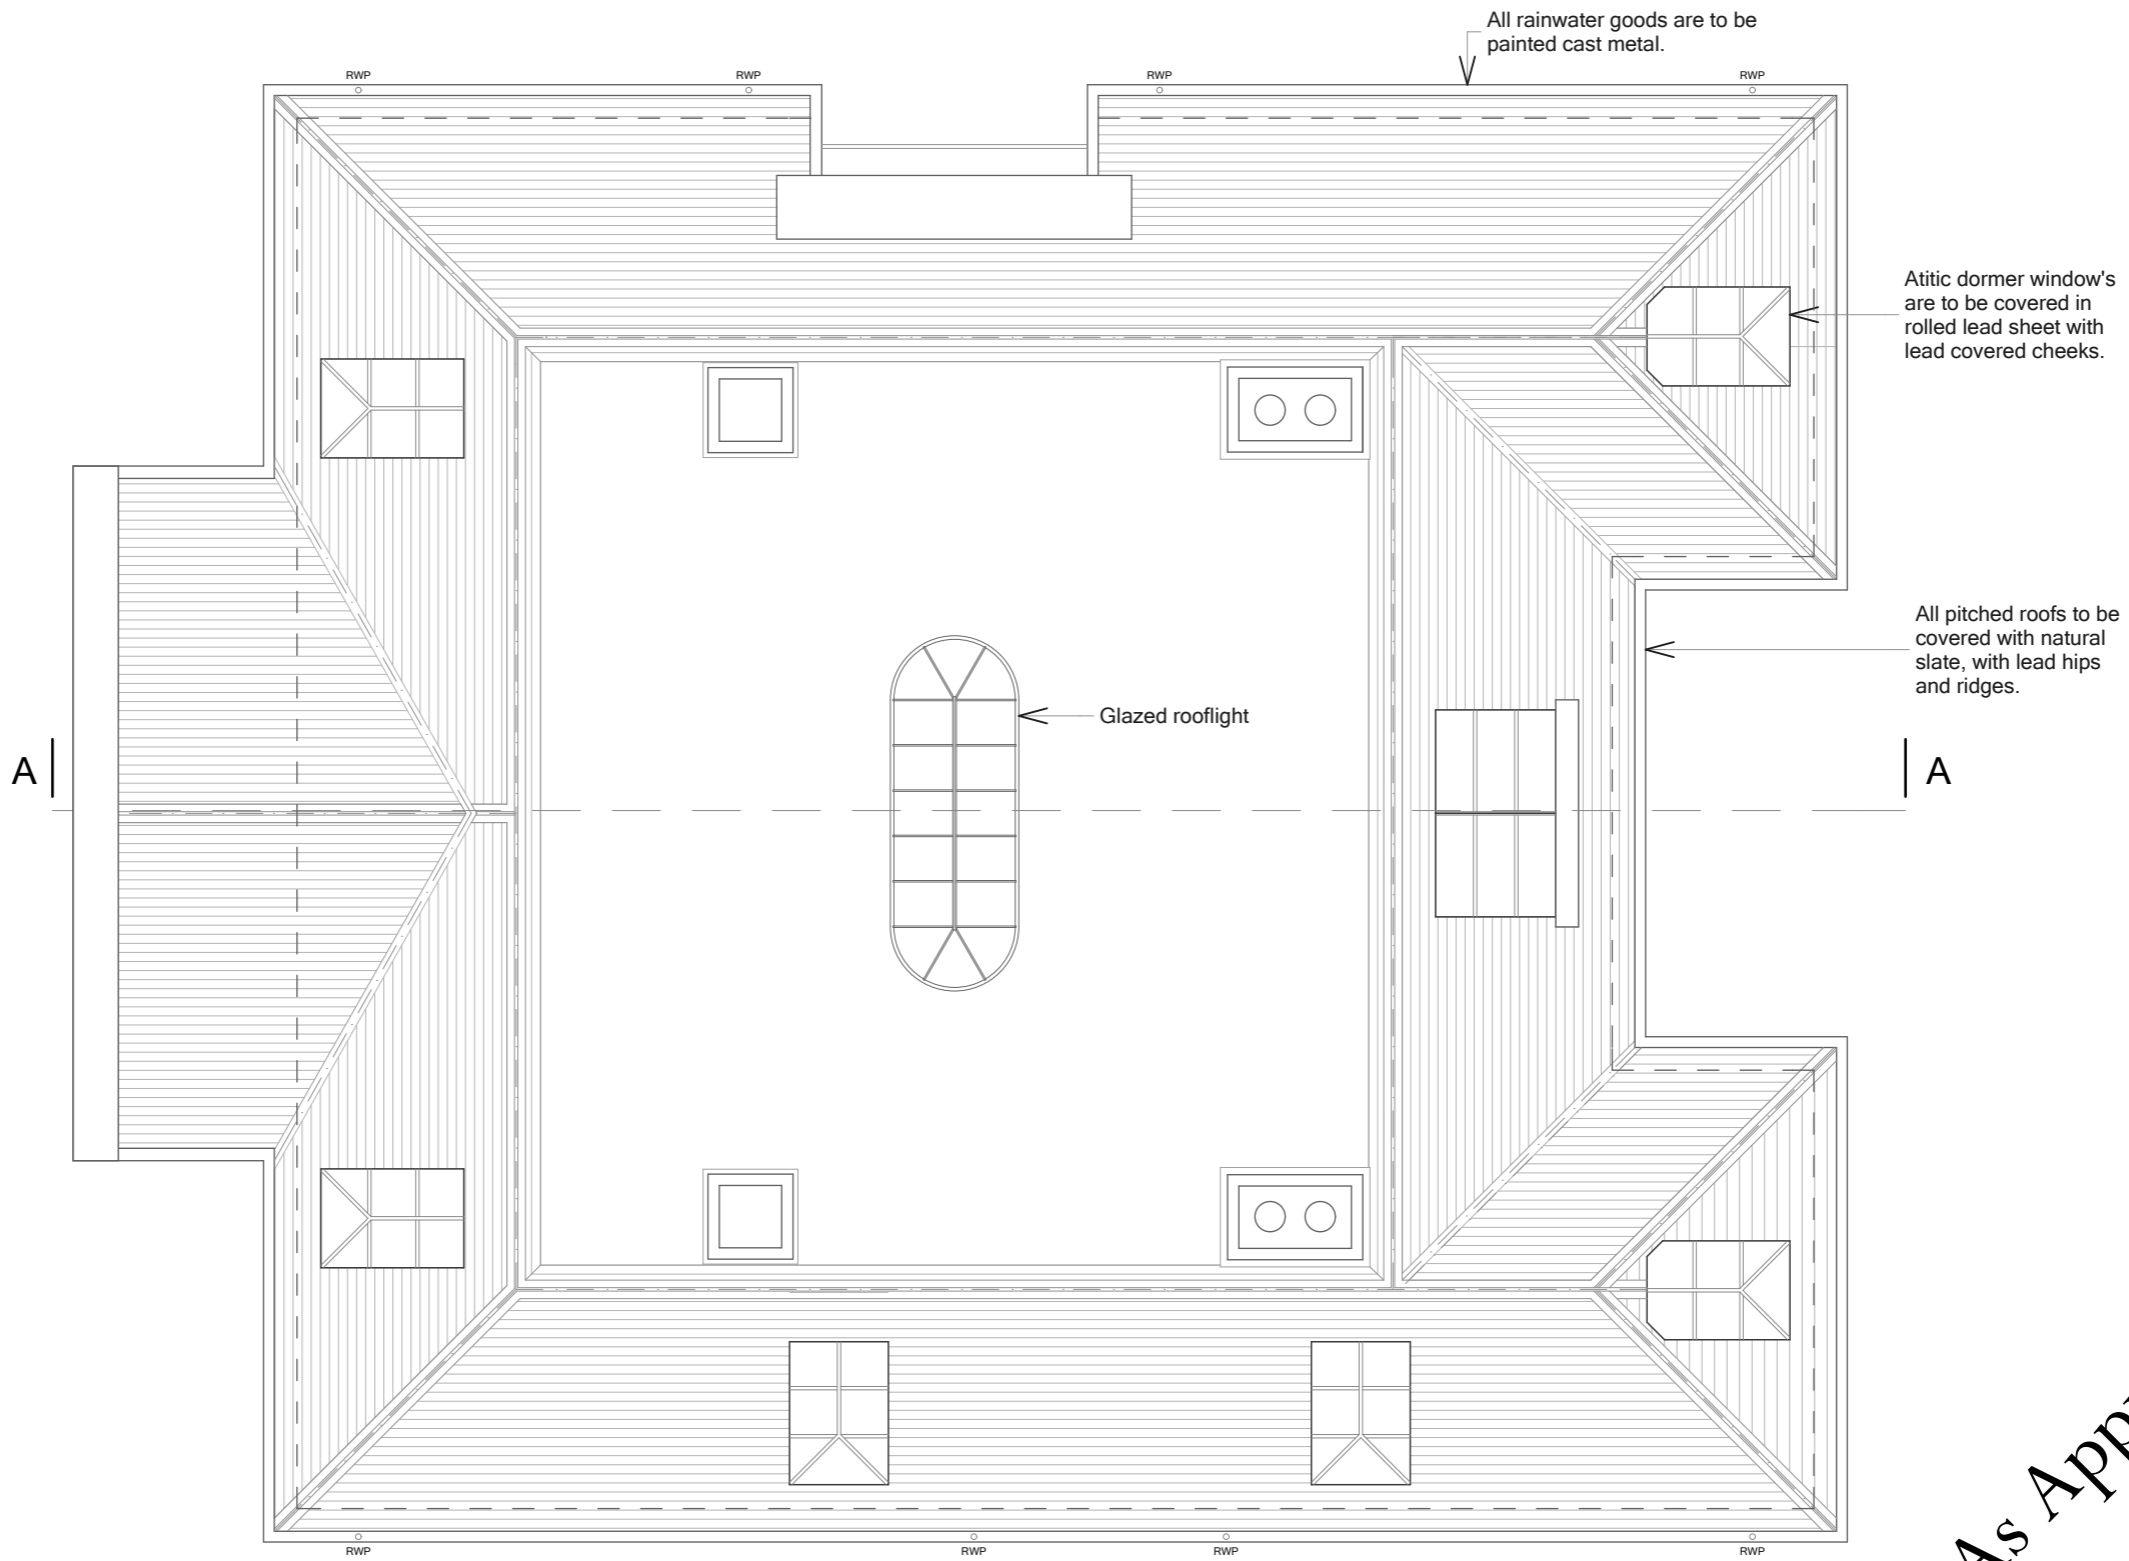 All rainwater goods are to be
painted cast metal.
RWP
RWP
RWP
RWP
Atitic dormer window's
are to be covered in
rolled lead sheet with
lead covered cheeks.
All pitched roofs to be
covered with natural
slate, with lead hips
and ridges.
Glazed rooflight
A
A
As App
RWP
RWP
RWP
RWP